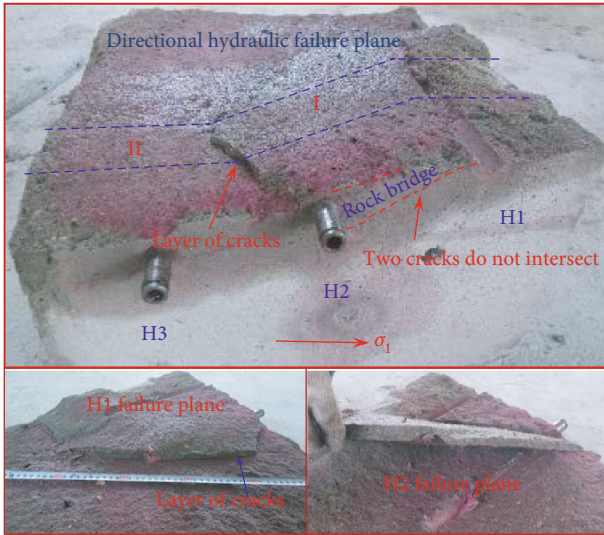 Directional hydraulic failure plane
I
II
Rock bridge
Layer of cracks
H1
Two cracks do not intersect
H2
H3
σ1
H1 failure plane
Layer of cracks
H2 failure plane